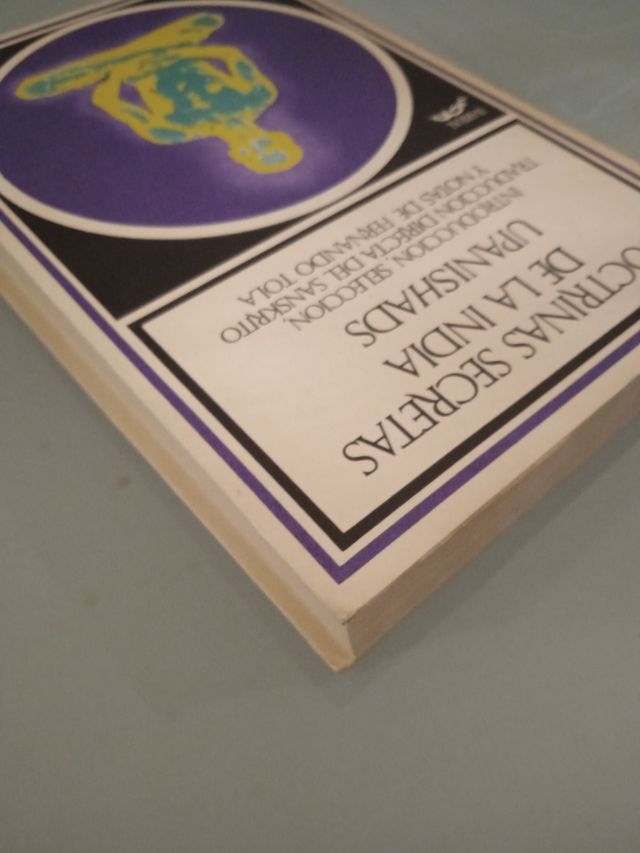 OCTRINAS SECRETAS
DE LA INDIA
UPANISHADS
INTRODUCCION, SELECCION,
TRADUCCION DIRECTA DEL SANSKRITO
Y NOTAS DE FERNANDO TOLA